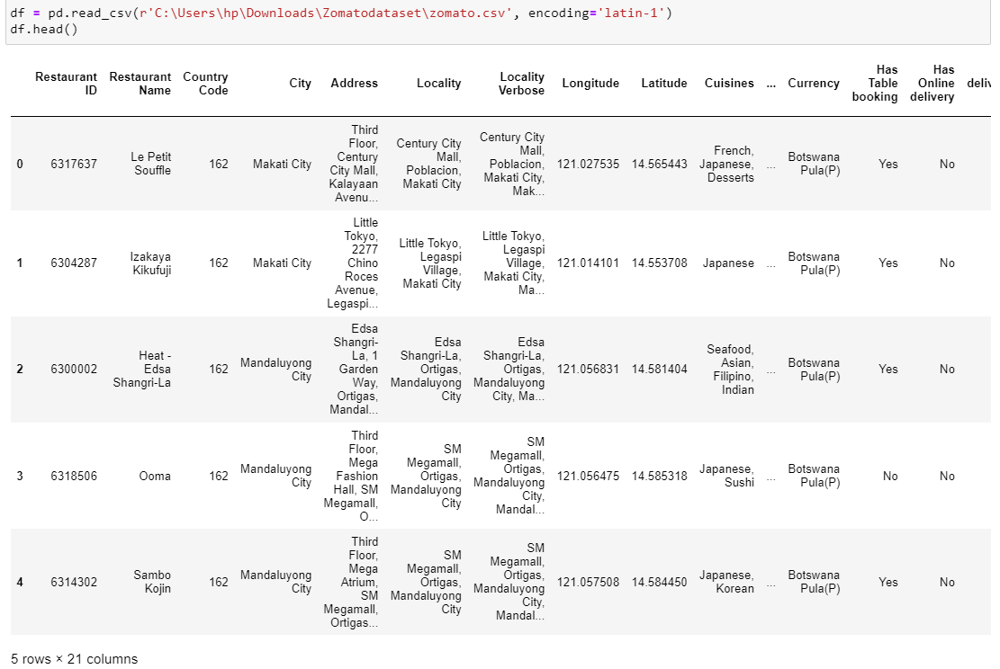 df = pd.read_csv(r'C:\Users\hp\Downloads\Zomatodataset\zomato.csv', encoding='latin-1')
df.head()
Restaurant ID Restaurant Name Country Code City Address Locality Locality Verbose Longitude Latitude Cuisines ... Currency Has Table booking Has Online delivery
0 6317637 Le Petit Souffle 162 Makati City Third Floor, Century City Mall, Kalayaan Avenu... Century City Mall, Poblacion, Makati City Century City Mall, Poblacion, Makati City, Mak... 121.027535 14.565443 French, Japanese, Desserts ... Botswana Pula(P) Yes No
1 6304287 Izakaya Kikufuji 162 Makati City Little Tokyo, 2277 Chino Roces Avenue, Legaspi... Little Tokyo, Legaspi Village, Makati City Little Tokyo, Legaspi Village, Makati City, Ma... 121.014101 14.553708 Japanese ... Botswana Pula(P) Yes No
2 6300002 Heat - Edsa Shangri-La 162 Mandaluyong City Edsa Shangri-La, 1 Garden Way, Ortigas, Mandal... Edsa Shangri-La, Ortigas, Mandaluyong City Edsa Shangri-La, Ortigas, Mandaluyong City, Ma... 121.056831 14.581404 Seafood, Asian, Filipino, Indian ... Botswana Pula(P) Yes No
3 6318506 Ooma 162 Mandaluyong City Third Floor, Mega Fashion Hall, SM Megamall, O... SM Megamall, Ortigas, Mandaluyong City SM Megamall, Ortigas, Mandaluyong City, Mandal... 121.056475 14.585318 Japanese, Sushi ... Botswana Pula(P) No No
4 6314302 Sambo Kojin 162 Mandaluyong City Third Floor, Mega Atrium, SM Megamall, Ortigas... SM Megamall, Ortigas, Mandaluyong City SM Megamall, Ortigas, Mandaluyong City, Mandal... 121.057508 14.584450 Japanese, Korean ... Botswana Pula(P) Yes No
5 rows × 21 columns